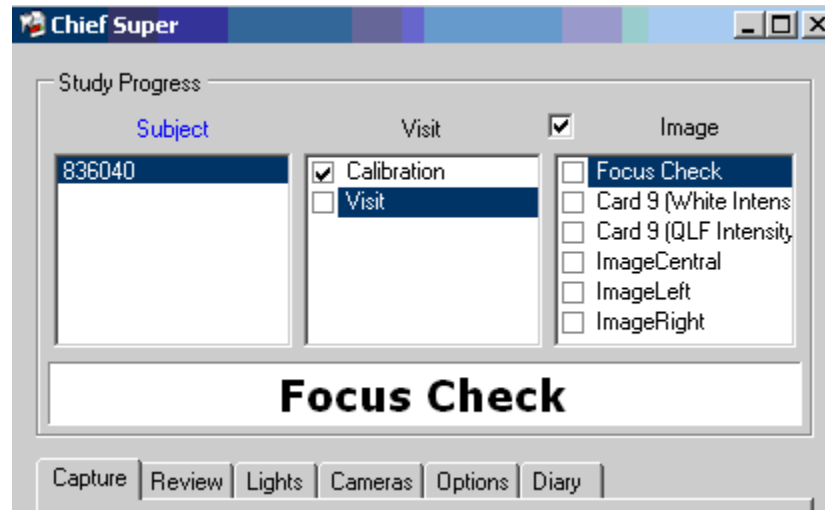 Chief Super
Study Progress
Subject Visit Image
836040
Calibration
Visit
Focus Check
Card 9 (White Intens
Card 9 (QLF Intensity
ImageCentral
ImageLeft
ImageRight
Focus Check
Capture Review Lights Cameras Options Diary